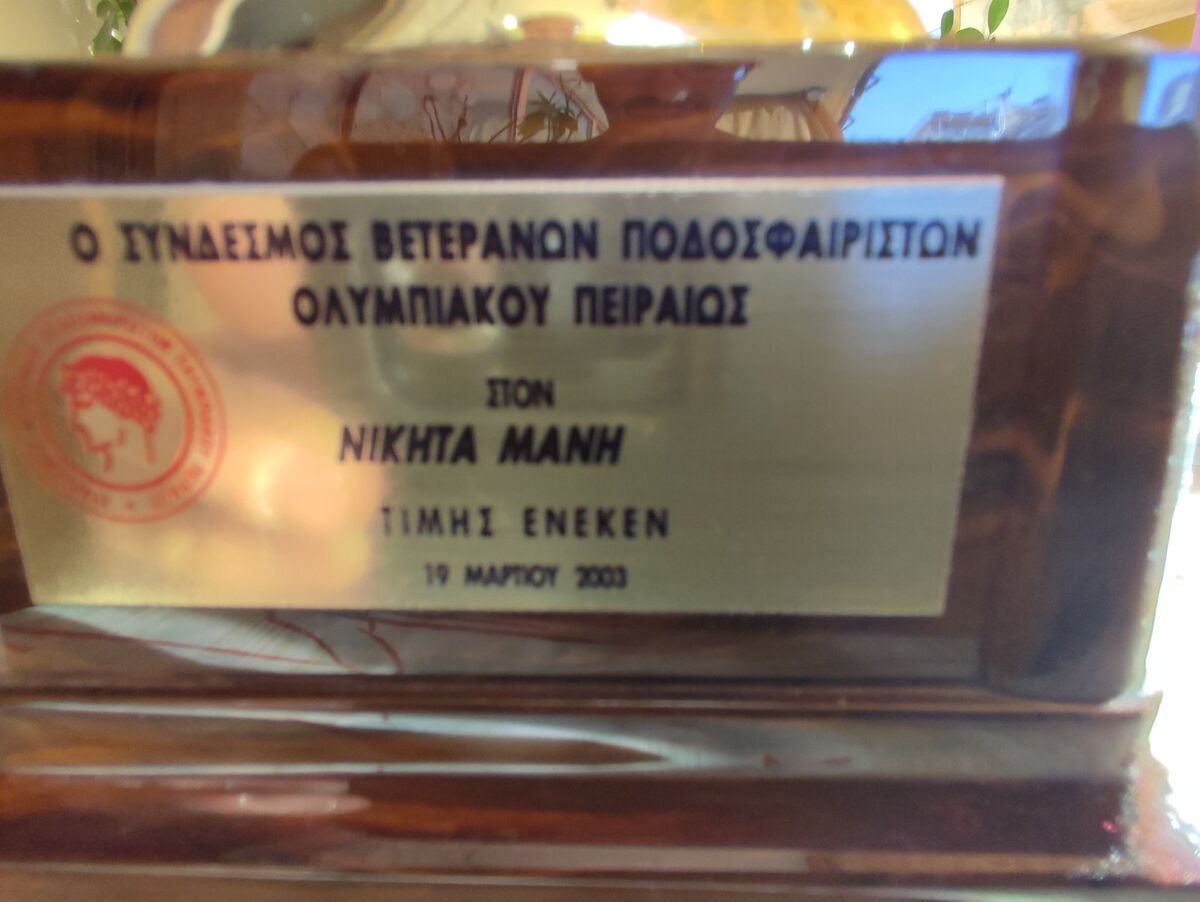 Ο ΣΥΝΔΕΣΜΟΣ ΒΕΤΕΡΑΝΩΝ ΠΟΔΟΣΦΑΙΡΙΣΤΩΝ
ΟΛΥΜΠΙΑΚΟΥ ΠΕΙΡΑΙΩΣ
ΣΤΟΝ
ΝΙΚΗΤΑ ΜΑΝΗ
ΤΙΜΗΣ ΕΝΕΚΕΝ
19 ΜΑΡΤΙΟΥ 2003